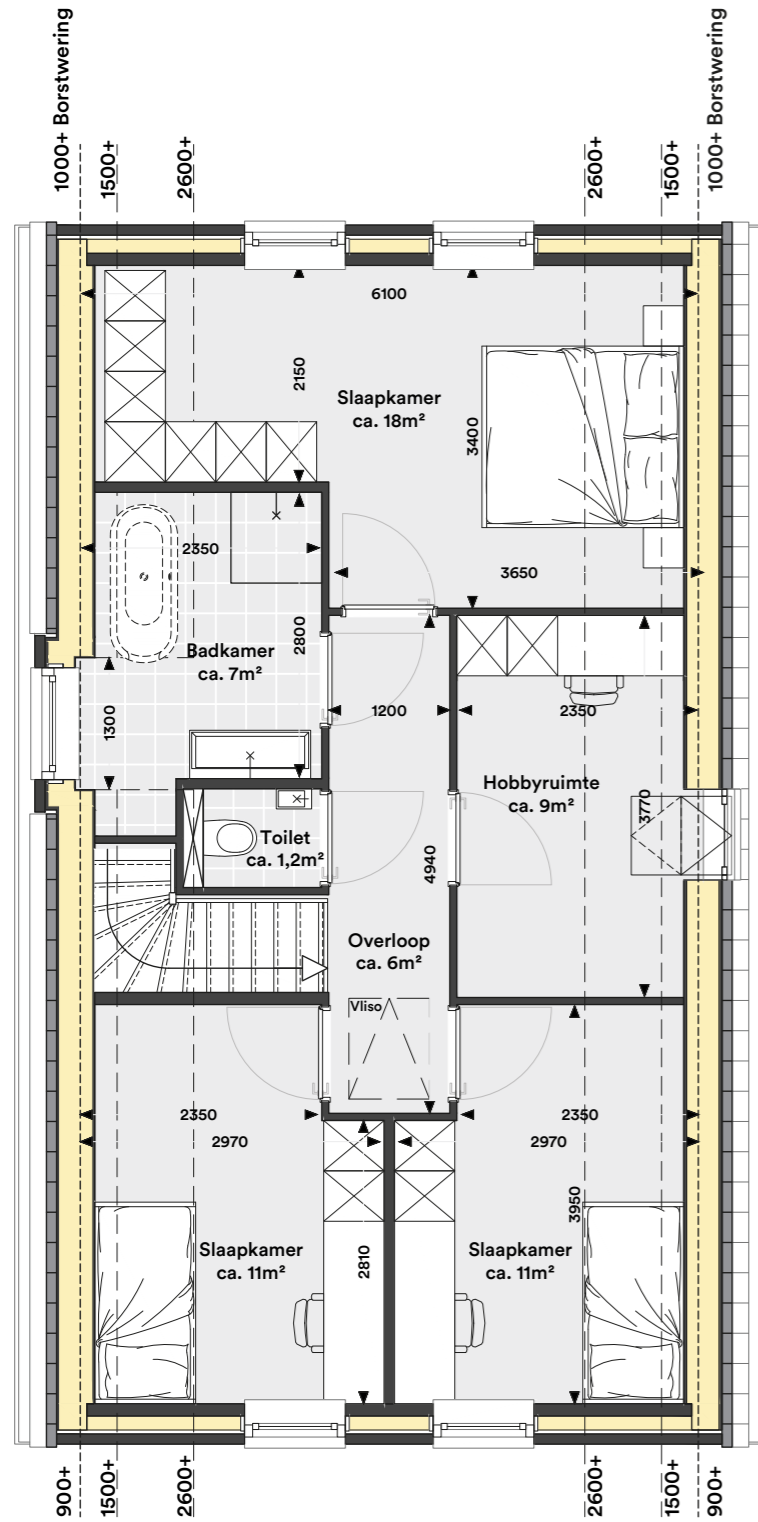 1000+ Borstwering
1500+
2600+
2600+
1500+
1000+ Borstwering
6100
2150
Slaapkamer
ca. 18m²
3400
2350
3650
Badkamer
ca. 7m²
2800
1300
1200
2350
Hobbyruimte
ca. 9m²
3770
Toilet
ca. 1,2m²
4940
Overloop
ca. 6m²
Vliso
2350
2350
2970
2970
3950
Slaapkamer
ca. 11m²
2810
Slaapkamer
ca. 11m²
900+
1500+
2600+
2600+
1500+
900+